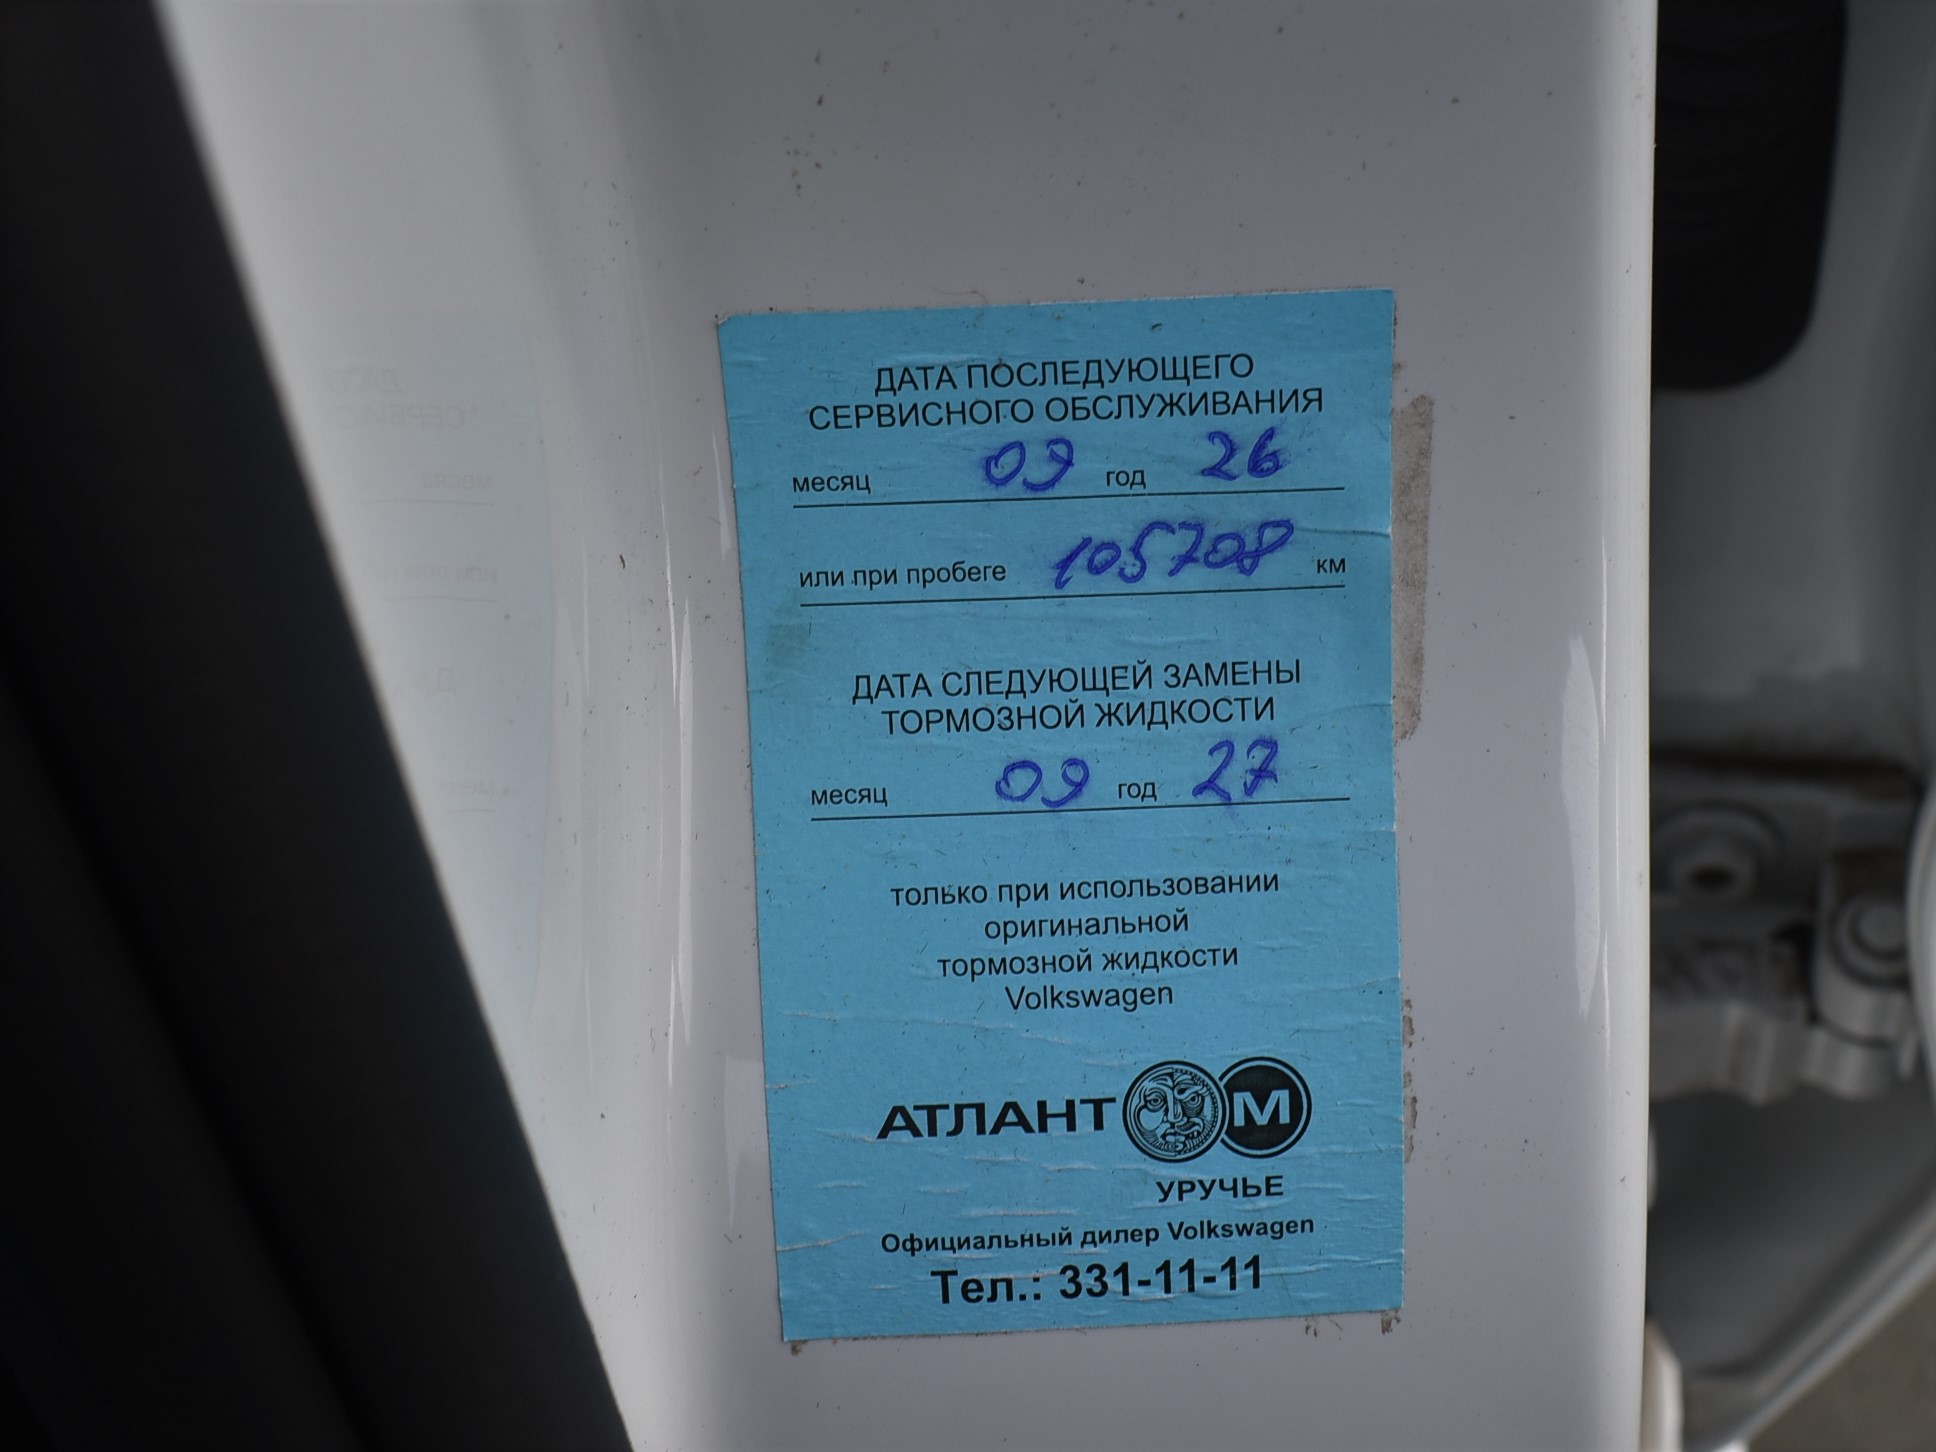 ДАТА ПОСЛЕДУЮЩЕГО
СЕРВИСНОГО ОБСЛУЖИВАНИЯ
месяц 09 год 26
или при пробеге 105708 км
ДАТА СЛЕДУЮЩЕЙ ЗАМЕНЫ
ТОРМОЗНОЙ ЖИДКОСТИ
месяц 09 год 27
только при использовании
оригинальной
тормозной жидкости
Volkswagen
АТЛАНТ М
УРУЧЬЕ
Официальный дилер Volkswagen
Тел.: 331-11-11